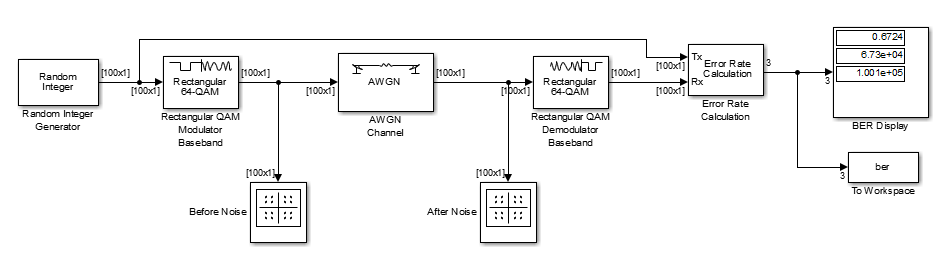 Random
Integer
Random Integer
Generator
[100x1]
[100x1]
Rectangular
64-QAM
Rectangular QAM
Modulator
Baseband
[100x1]
[100x1]
AWGN
AWGN
Channel
[100x1]
[100x1]
Rectangular
64-QAM
Rectangular QAM
Demodulator
Baseband
[100x1]
[100x1]
Tx
Rx
Error Rate
Calculation
Error Rate
Calculation
3
3
0.6724
6.73e+04
1.001e+05
BER Display
3
ber
To Workspace
[100x1]
Before Noise
[100x1]
After Noise